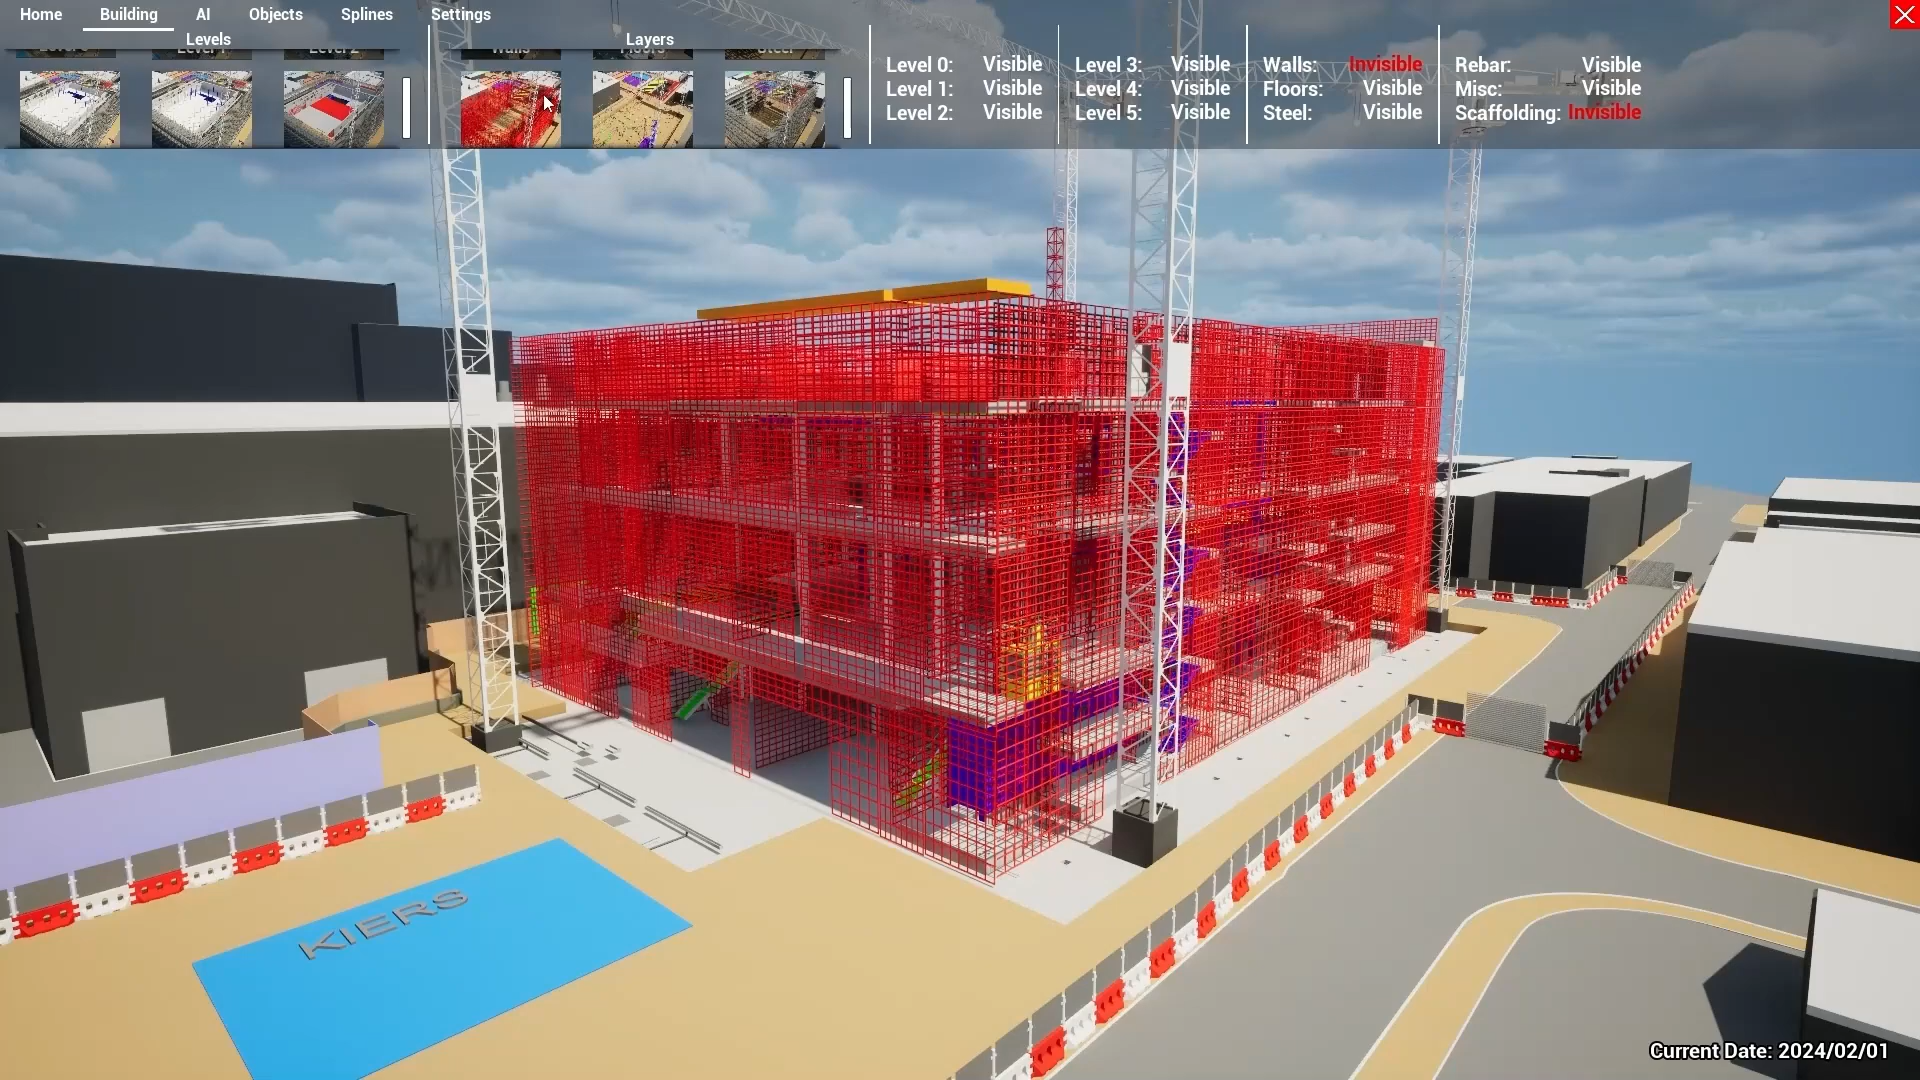 Home Building AI Objects Splines Settings
Levels
Layers
Walls
Steel
Level 0: Visible
Level 1: Visible
Level 2: Visible
Level 3: Visible
Level 4: Visible
Level 5: Visible
Walls: Invisible
Floors: Visible
Steel: Visible
Rebar: Visible
Misc: Visible
Scaffolding: Invisible
KIERS
Current Date: 2024/02/01